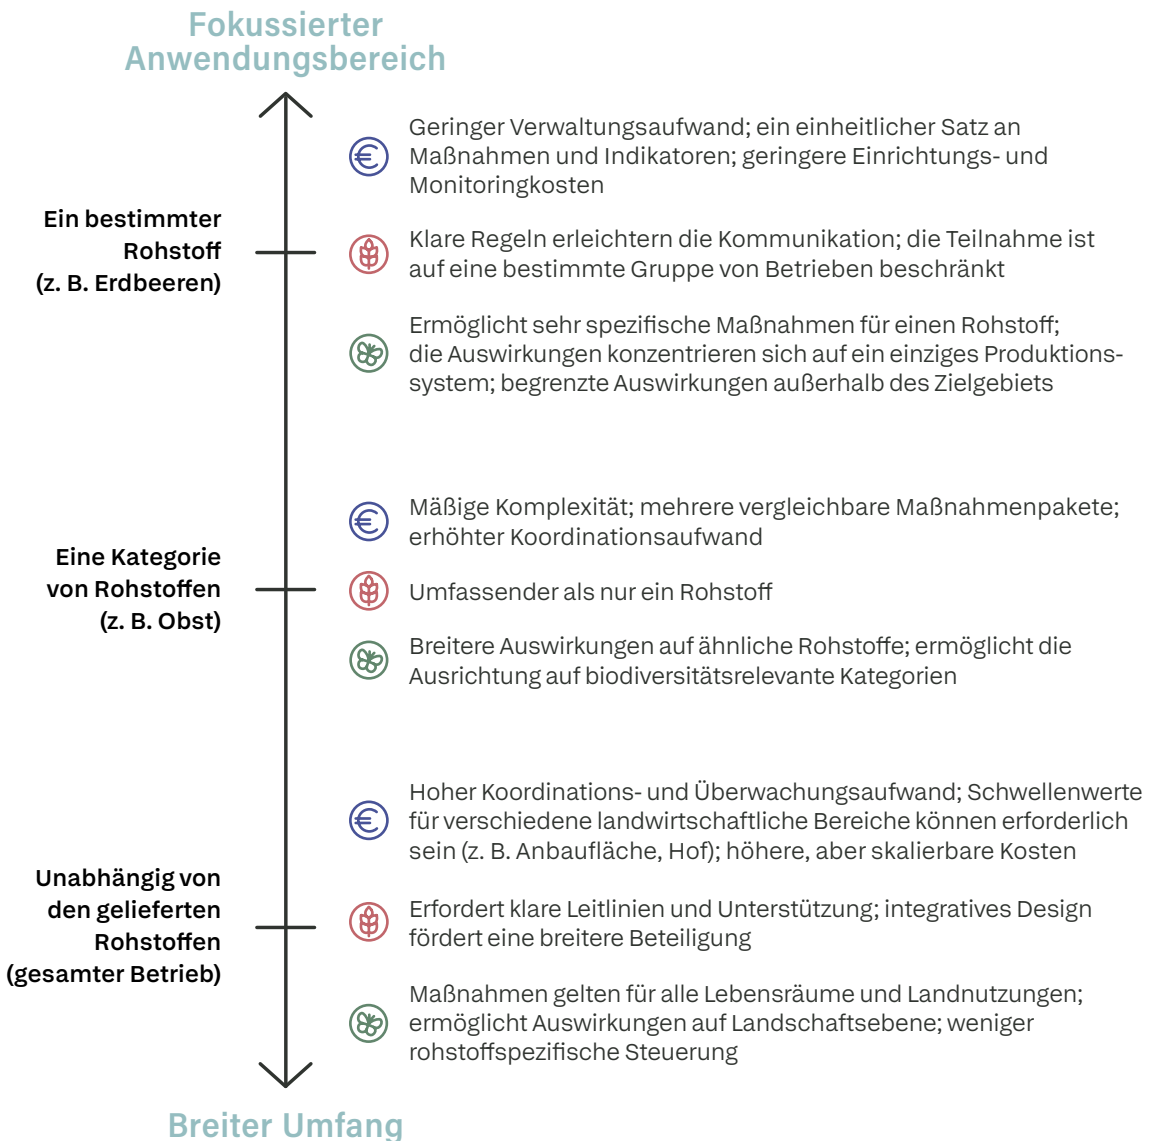 Fokussierter
Anwendungsbereich
Ein bestimmter
Rohstoff
(z. B. Erdbeeren)
Geringer Verwaltungsaufwand; ein einheitlicher Satz an
Maßnahmen und Indikatoren; geringere Einrichtungs- und
Monitoringkosten
Klare Regeln erleichtern die Kommunikation; die Teilnahme ist
auf eine bestimmte Gruppe von Betrieben beschränkt
Ermöglicht sehr spezifische Maßnahmen für einen Rohstoff;
die Auswirkungen konzentrieren sich auf ein einziges Produktions-
system; begrenzte Auswirkungen außerhalb des Zielgebiets
Eine Kategorie
von Rohstoffen
(z. B. Obst)
Mäßige Komplexität; mehrere vergleichbare Maßnahmenpakete;
erhöhter Koordinationsaufwand
Umfassender als nur ein Rohstoff
Breitere Auswirkungen auf ähnliche Rohstoffe; ermöglicht die
Ausrichtung auf biodiversitätsrelevante Kategorien
Unabhängig von
den gelieferten
Rohstoffen
(gesamter Betrieb)
Hoher Koordinations- und Überwachungsaufwand; Schwellenwerte
für verschiedene landwirtschaftliche Bereiche können erforderlich
sein (z. B. Anbaufläche, Hof); höhere, aber skalierbare Kosten
Erfordert klare Leitlinien und Unterstützung; integratives Design
fördert eine breitere Beteiligung
Maßnahmen gelten für alle Lebensräume und Landnutzungen;
ermöglicht Auswirkungen auf Landschaftsebene; weniger
rohstoffspezifische Steuerung
Breiter Umfang